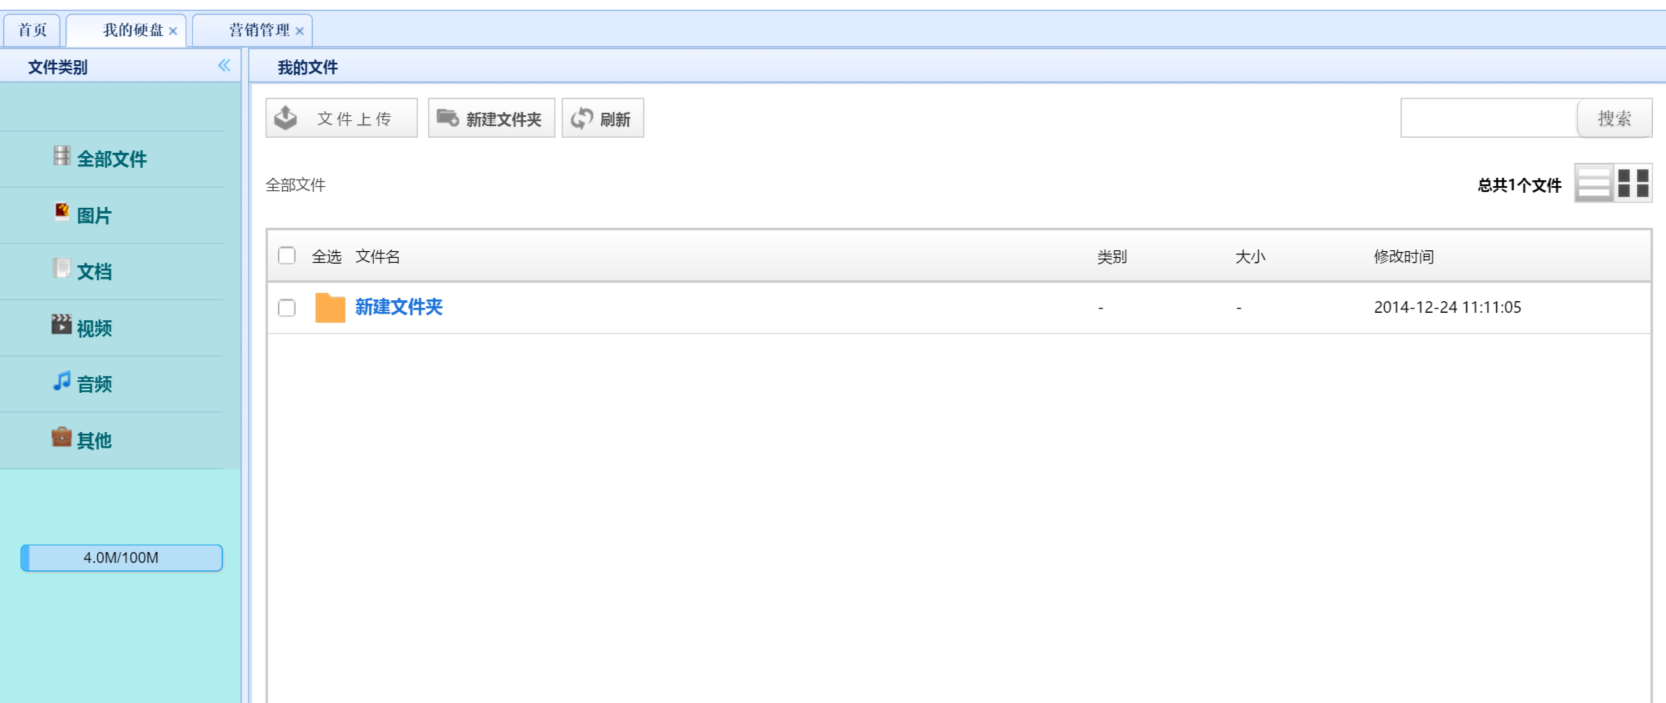 首页 我的硬盘 × 营销管理 ×
文件类别 我的文件
文件上传 新建文件夹 刷新 搜索
全部文件 总共1个文件
全选 文件名 类别 大小 修改时间
新建文件夹 - - 2014-12-24 11:11:05
全部文件
图片
文档
视频
音频
其他
4.0M/100M